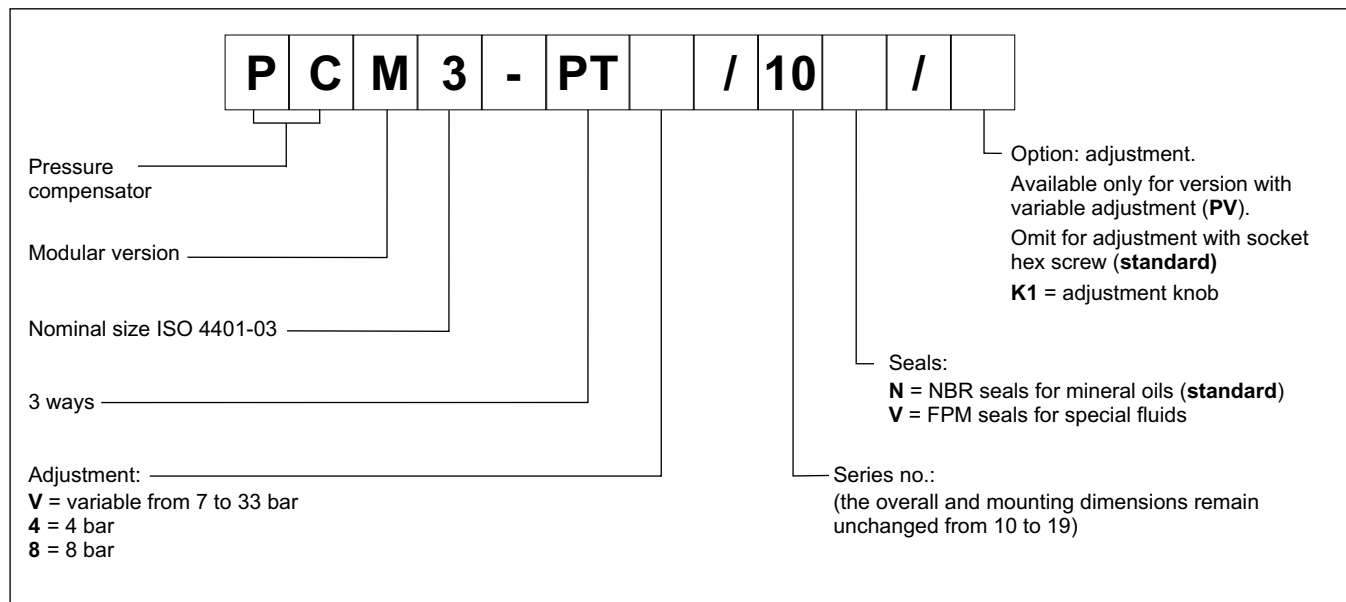 P C M 3 - PT / 10 /
Pressure
compensator
Modular version
Nominal size ISO 4401-03
3 ways
Adjustment:
V = variable from 7 to 33 bar
4 = 4 bar
8 = 8 bar
Option: adjustment.
Available only for version with
variable adjustment (PV).
Omit for adjustment with socket
hex screw (standard)
K1 = adjustment knob
Seals:
N = NBR seals for mineral oils (standard)
V = FPM seals for special fluids
Series no.:
(the overall and mounting dimensions remain
unchanged from 10 to 19)